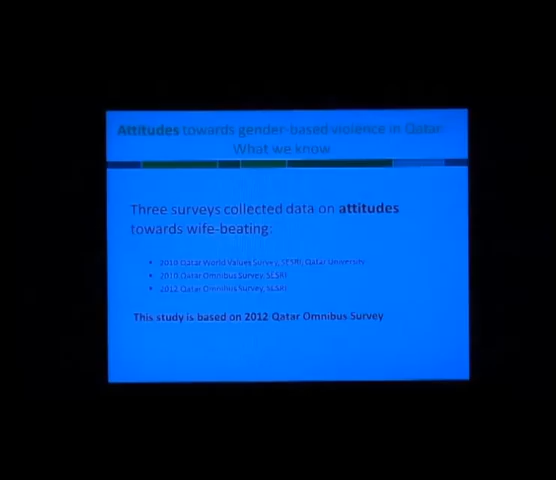 Attitudes towards gender-based violence in Qatar:
What we know
Three surveys collected data on attitudes
towards wife-beating:
• 2010 Qatar World Values Survey, SESRI, Qatar University
• 2010 Qatar Omnibus Survey, SESRI
• 2012 Qatar Omnibus Survey, SESRI
This study is based on 2012 Qatar Omnibus Survey